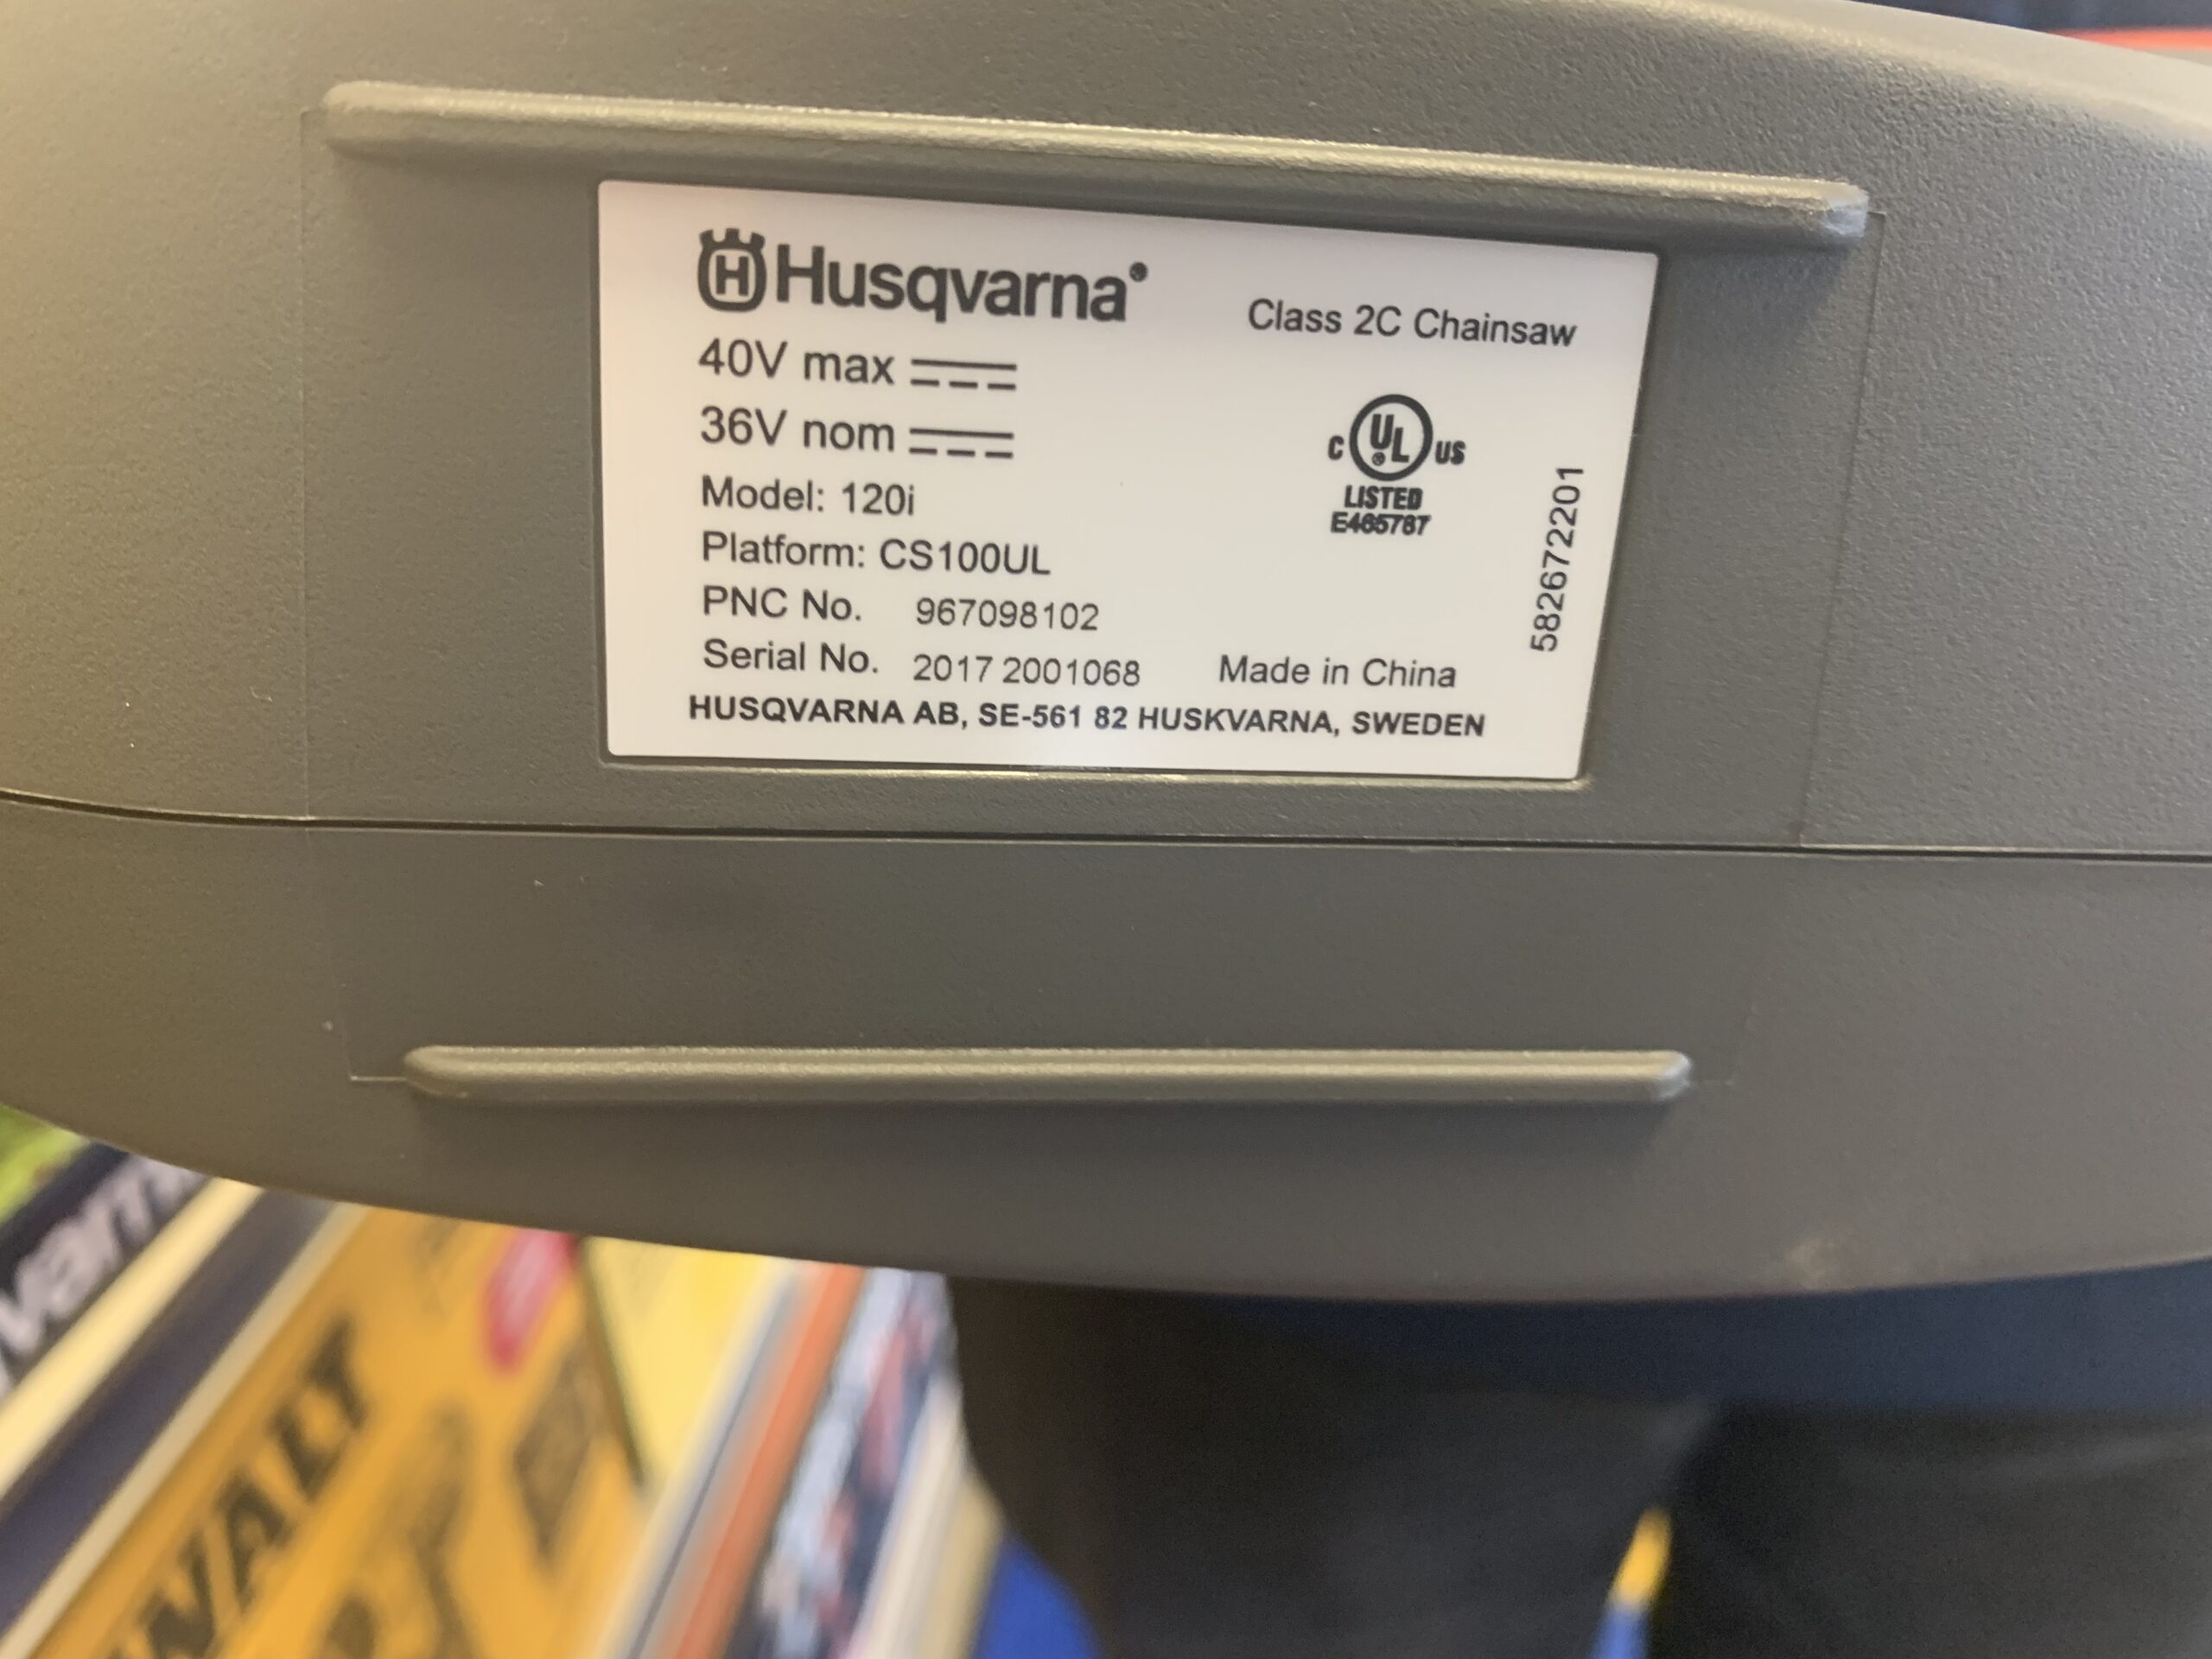 Husqvarna®
Class 2C Chainsaw
40V max
36V nom
Model: 120i
Platform: CS100UL
PNC No. 967098102
Serial No. 2017 2001068
C UL® US
LISTED
E465787
Made in China
5826722201
HUSQVARNA AB, SE-561 82 HUSKVARNA, SWEDEN
WALT